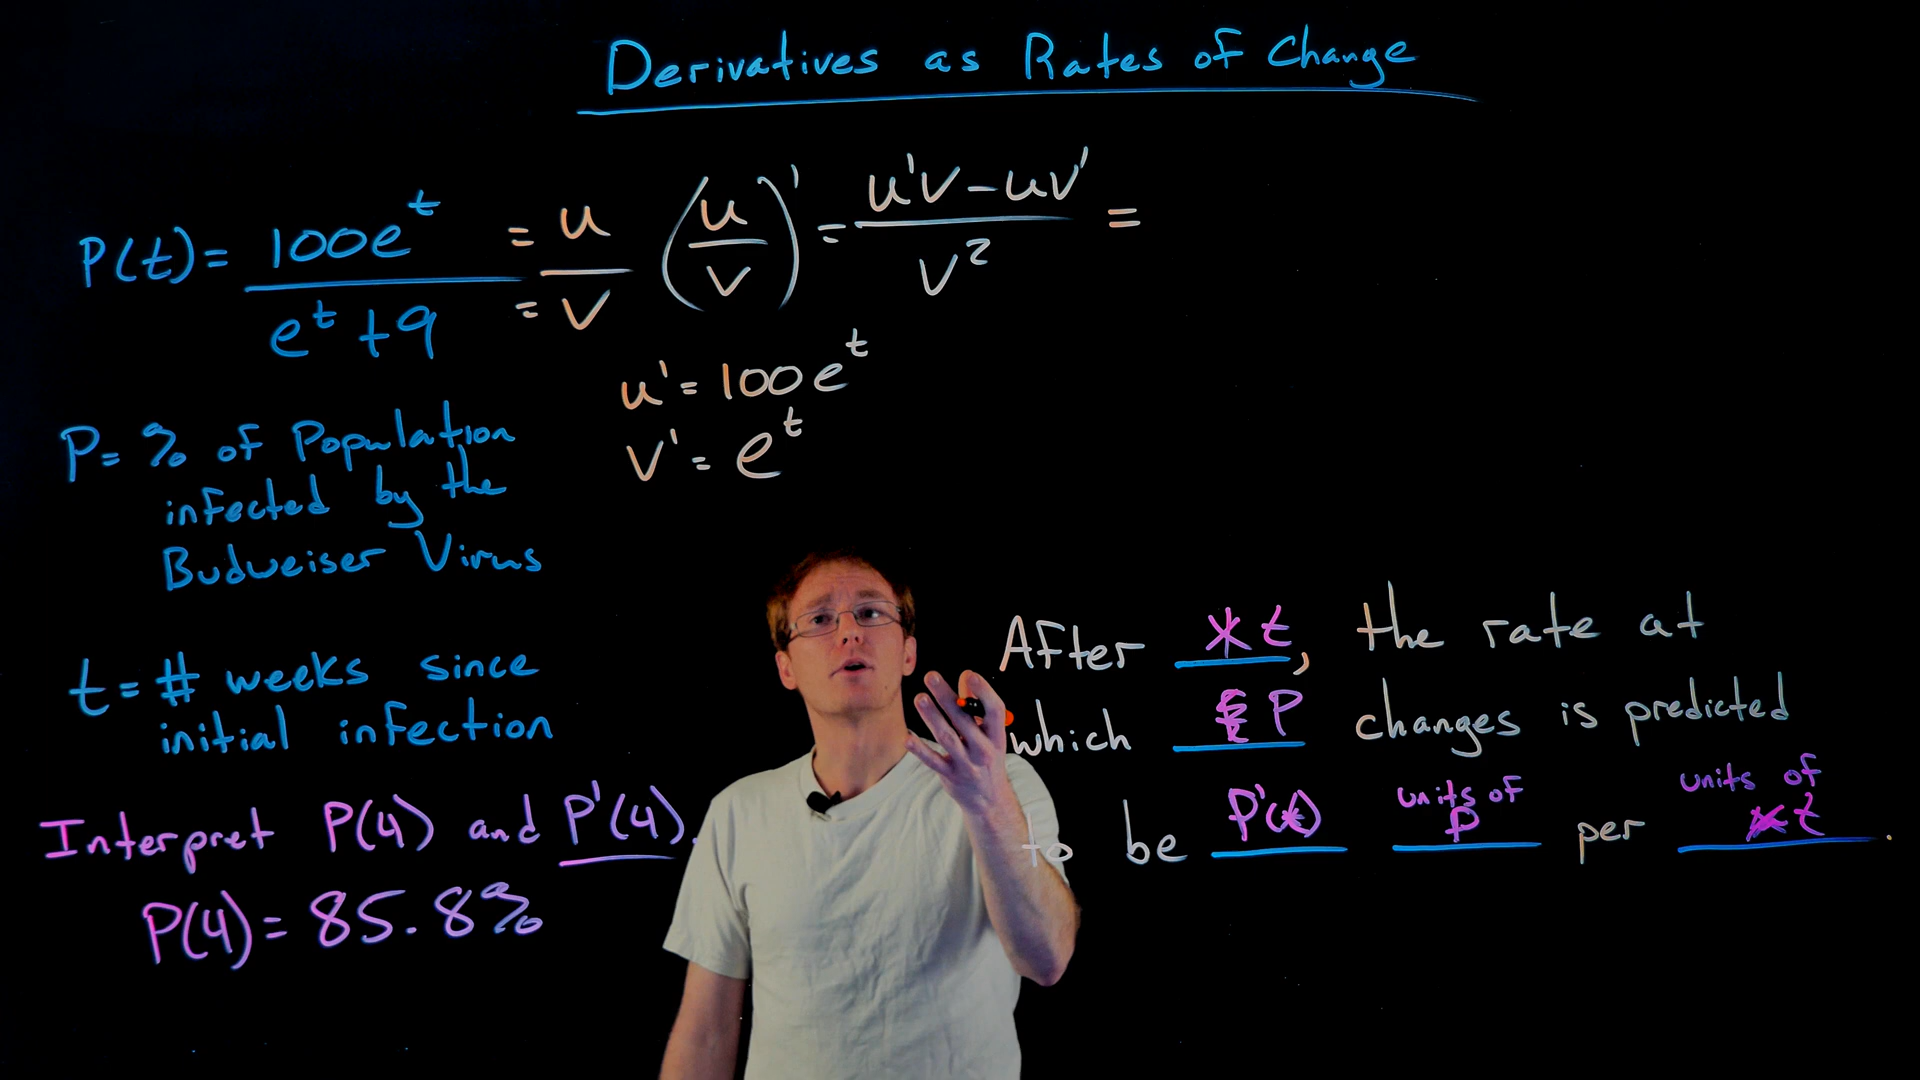 Derivatives as Rates of Change
P(t) = 100e^t / e^t + 9 = u / = v (u/v)' = u'v - uv' / v² =
u' = 100e^t
v' = e^t
P = % of Population
infected by the
Budweiser Virus
t = # weeks since
initial infection
Interpret P(4) and P'(4).
P(4) = 85.8%
After t, the rate at
which P changes is predicted
to be P'( ) units of P per units of t.